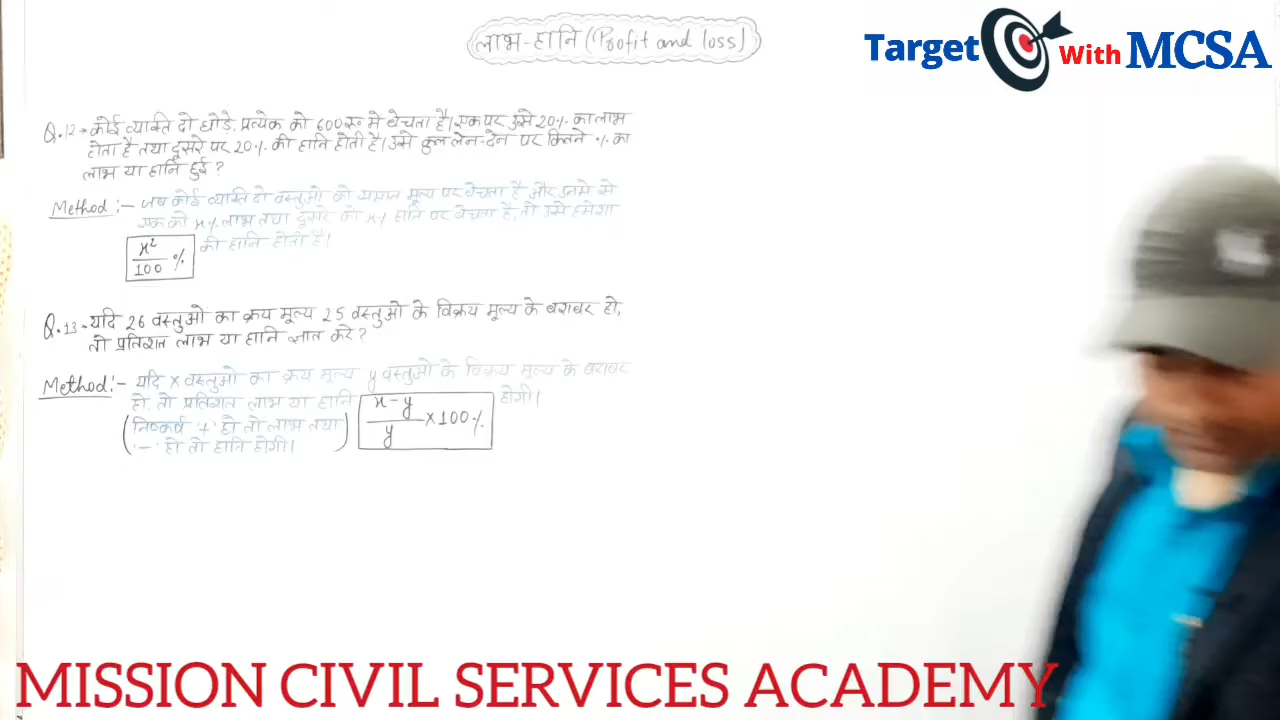 लाभ-हानि (Profit and loss)
Target With MCSA
Q.12→ कोई व्यक्ति दो घोडे, प्रत्येक को 600 रू० मे बेचता है। एक पर उसे 20% का लाभ
होता है तथा दूसरे पर 20% की हानि होती है। उसे कुल लेन-देन पर कितने % का
लाभ या हानि हुई ?
Method :- जब कोई व्यक्ति दो वस्तुओ को समान मूल्य पर बेचता है और उनमे से
एक को x% लाभ तथा दूसरे को x% हानि पर बेचता है, तो उसे हमेशा
x²/100 % की हानि होती है।
Q.13- यदि 26 वस्तुओ का क्रय मूल्य 25 वस्तुओ के विक्रय मूल्य के बराबर हो,
तो प्रतिशत लाभ या हानि ज्ञात करे ?
Method :- यदि x वस्तुओ का क्रय मूल्य y वस्तुओ के विक्रय मूल्य के बराबर
हो, तो प्रतिशत लाभ या हानि x-y/y ×100% होगी।
(निष्कर्ष '+' हो तो लाभ तथा
'-' हो तो हानि होगी।)
MISSION CIVIL SERVICES ACADEMY